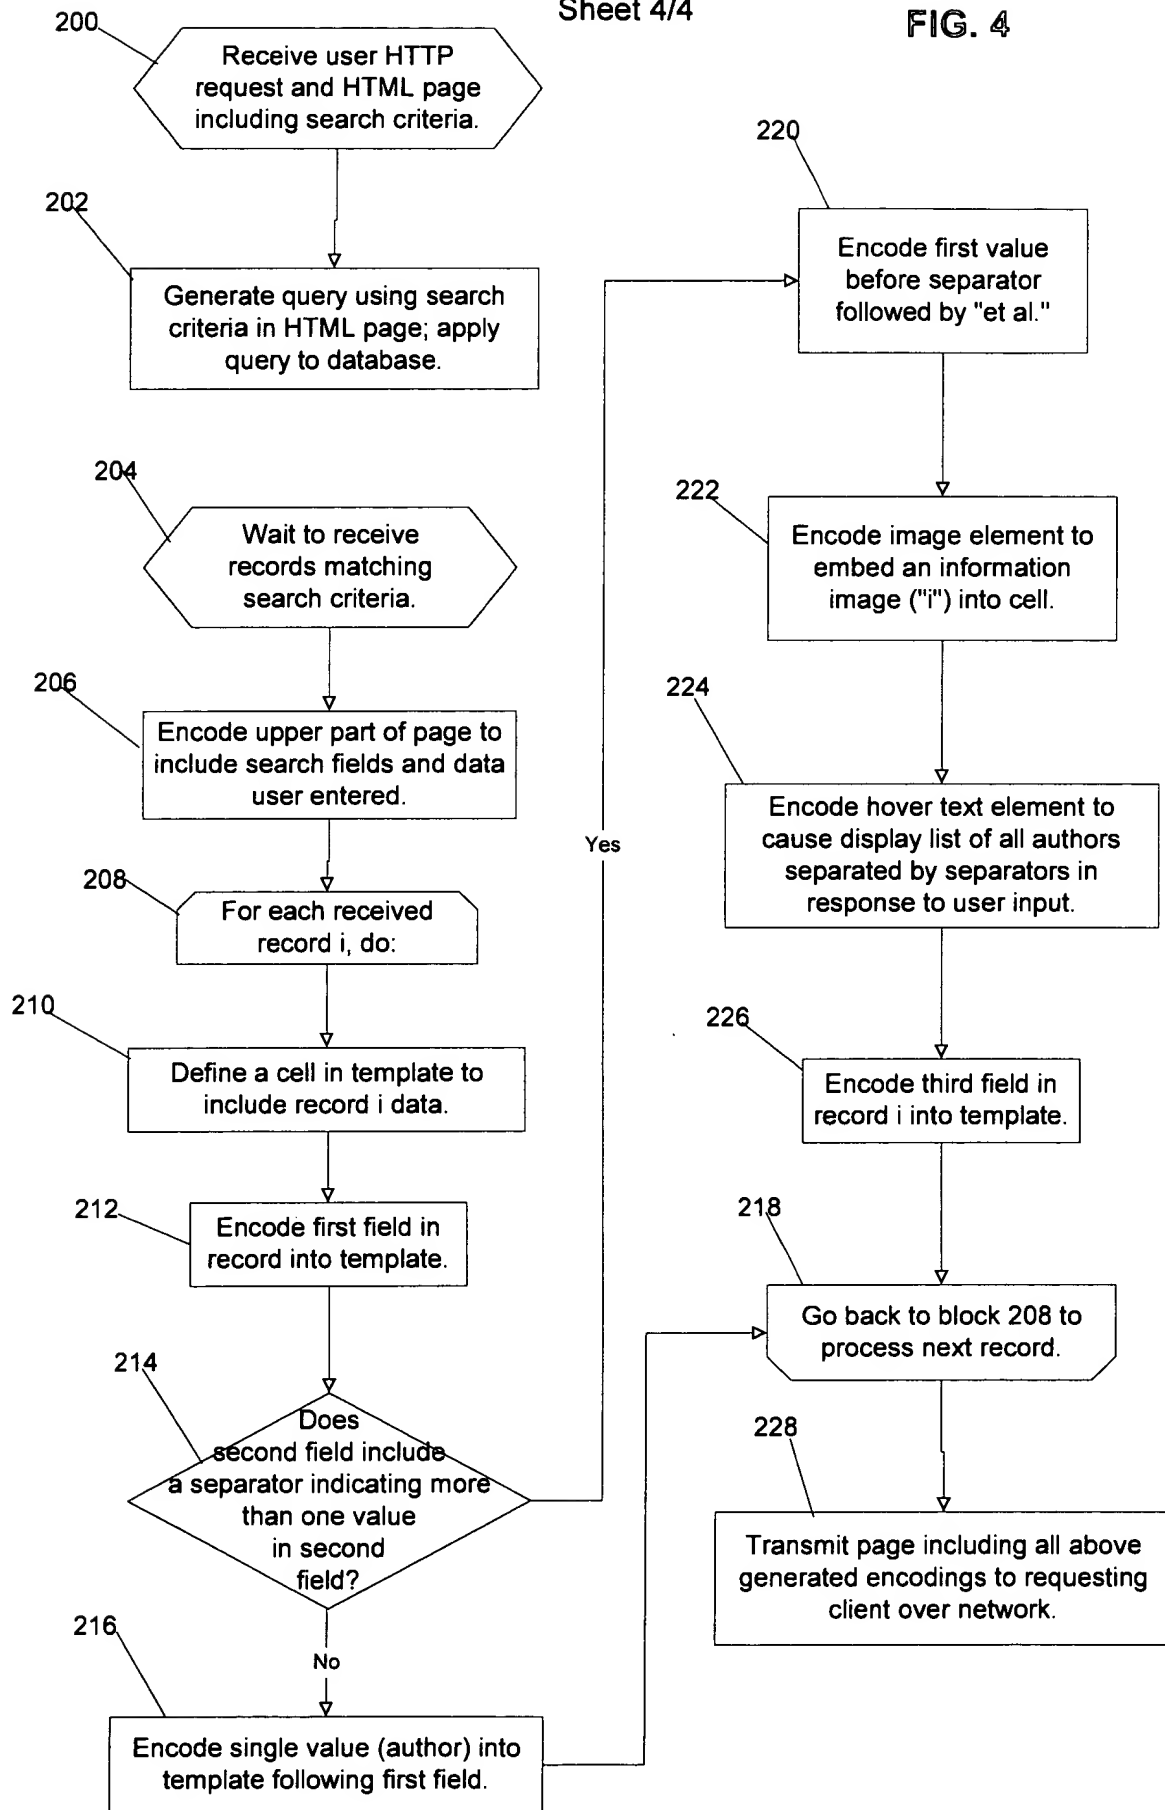 Sheet 4/4
FIG. 4
200
Receive user HTTP
request and HTML page
including search criteria.
202
Generate query using search
criteria in HTML page; apply
query to database.
204
Wait to receive
records matching
search criteria.
206
Encode upper part of page to
include search fields and data
user entered.
208
For each received
record i, do:
210
Define a cell in template to
include record i data.
212
Encode first field in
record into template.
214
Does
second field include
a separator indicating more
than one value
in second
field?
No
216
Encode single value (author) into
template following first field.
Yes
220
Encode first value
before separator
followed by "et al."
222
Encode image element to
embed an information
image ("i") into cell.
224
Encode hover text element to
cause display list of all authors
separated by separators in
response to user input.
226
Encode third field in
record i into template.
218
Go back to block 208 to
process next record.
228
Transmit page including all above
generated encodings to requesting
client over network.